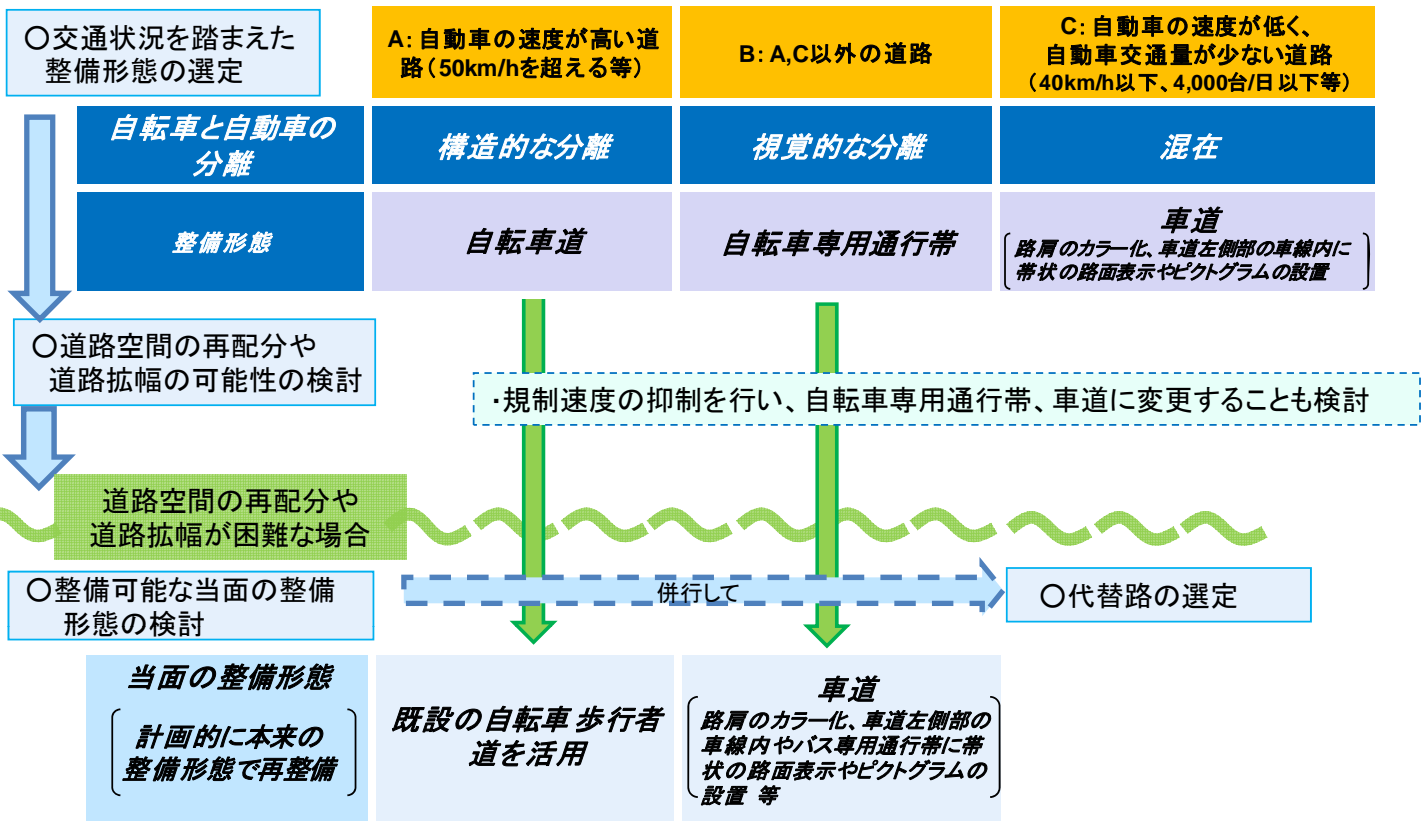 〇交通状況を踏まえた
整備形態の選定
A:自動車の速度が高い道
路(50km/hを超える等)
B:A,C以外の道路
C:自動車の速度が低く、
自動車交通量が少ない道路
(40km/h以下、4,000台/日以下等)
自転車と自動車の
分離
構造的な分離
視覚的な分離
混在
整備形態
自転車道
自転車専用通行帯
車道
路肩のカラー化、車道左側部の車線内に
帯状の路面表示やピクトグラムの設置
〇道路空間の再配分や
道路拡幅の可能性の検討
・規制速度の抑制を行い、自転車専用通行帯、車道に変更することも検討
道路空間の再配分や
道路拡幅が困難な場合
〇整備可能な当面の整備
形態の検討
併行して
〇代替路の選定
当面の整備形態
計画的に本来の
整備形態で再整備
既設の自転車歩行者
道を活用
車道
路肩のカラー化、車道左側部の
車線内やバス専用通行帯に帯
状の路面表示やピクトグラムの
設置 等